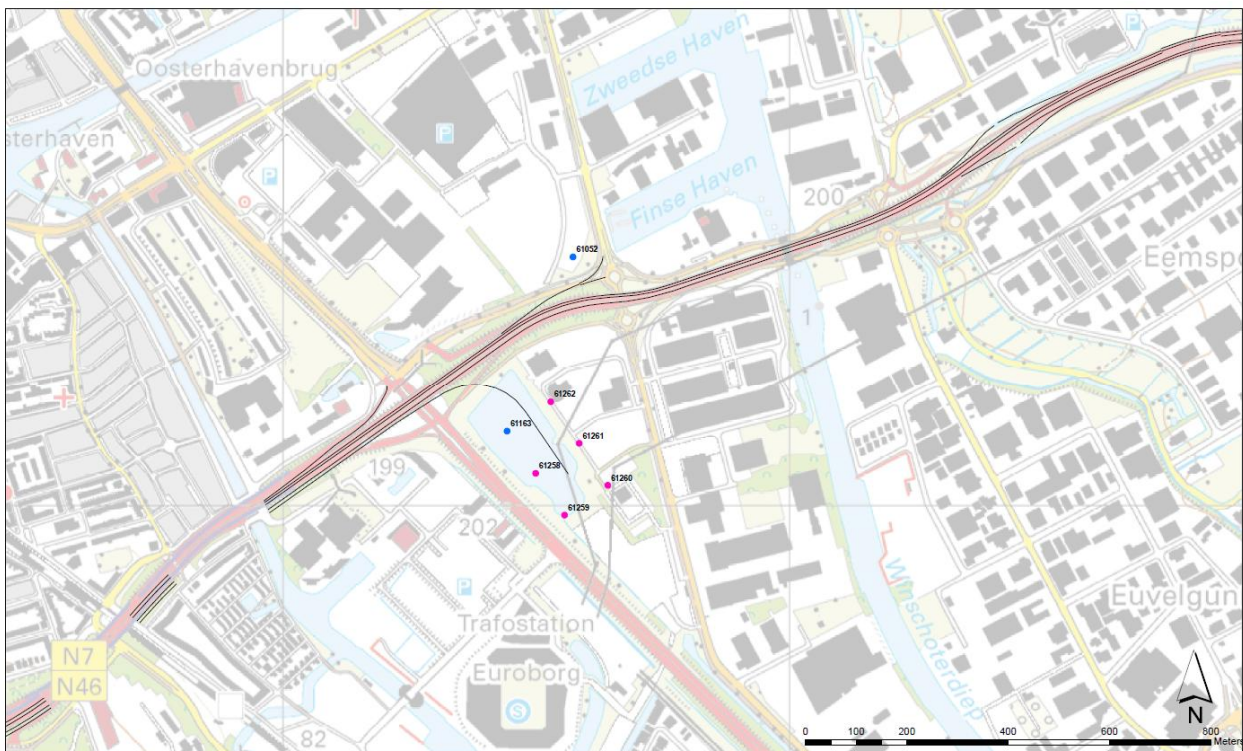 Oosterhavenbrug
sterhaven
P
P
P
Zweedse Haven
Finse Haven
200
Eemspo
61052
1
61262
61163
61261
61258
61260
61259
199
202
P
Trafostation
Euroborg
S
Winschoterdiep
Euvelgun
N7
N46
82
N
0 200 400 600 800
Meters